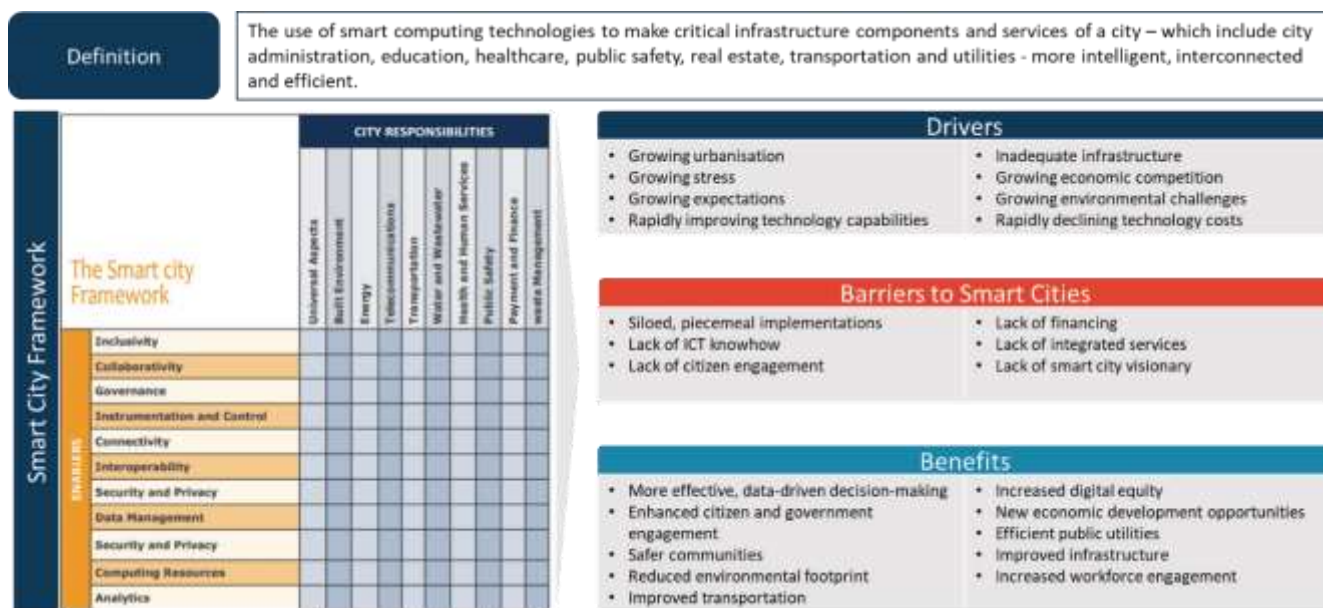 Definition
The use of smart computing technologies to make critical infrastructure components and services of a city – which include city
administration, education, healthcare, public safety, real estate, transportation and utilities - more intelligent, interconnected
and efficient.
Smart City Framework
The Smart city
Framework
CITY RESPONSIBILITIES
Universal Aspects
Built Environment
Energy
Telecommunications
Transportation
Water and Wastewater
Health and Human Services
Public Safety
Payment and Finance
waste Management
ENABLERS
Inclusivity
Collaborativity
Governance
Instrumentation and Control
Connectivity
Interoperability
Security and Privacy
Data Management
Security and Privacy
Computing Resources
Analytics
Drivers
• Growing urbanisation
• Growing stress
• Growing expectations
• Rapidly improving technology capabilities
• Inadequate infrastructure
• Growing economic competition
• Growing environmental challenges
• Rapidly declining technology costs
Barriers to Smart Cities
• Siloed, piecemeal implementations
• Lack of ICT knowhow
• Lack of citizen engagement
• Lack of financing
• Lack of integrated services
• Lack of smart city visionary
Benefits
• More effective, data-driven decision-making
• Enhanced citizen and government
engagement
• Safer communities
• Reduced environmental footprint
• Improved transportation
• Increased digital equity
• New economic development opportunities
• Efficient public utilities
• Improved infrastructure
• Increased workforce engagement